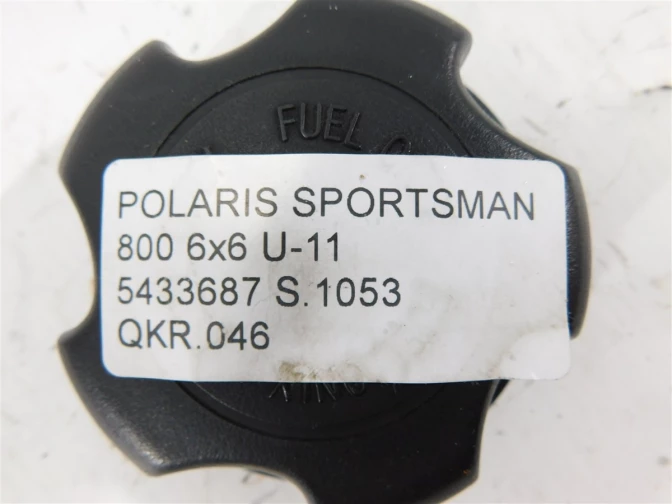 FUEL
POLARIS SPORTSMAN
800 6x6 U-11
5433687 S.1053
QKR.046